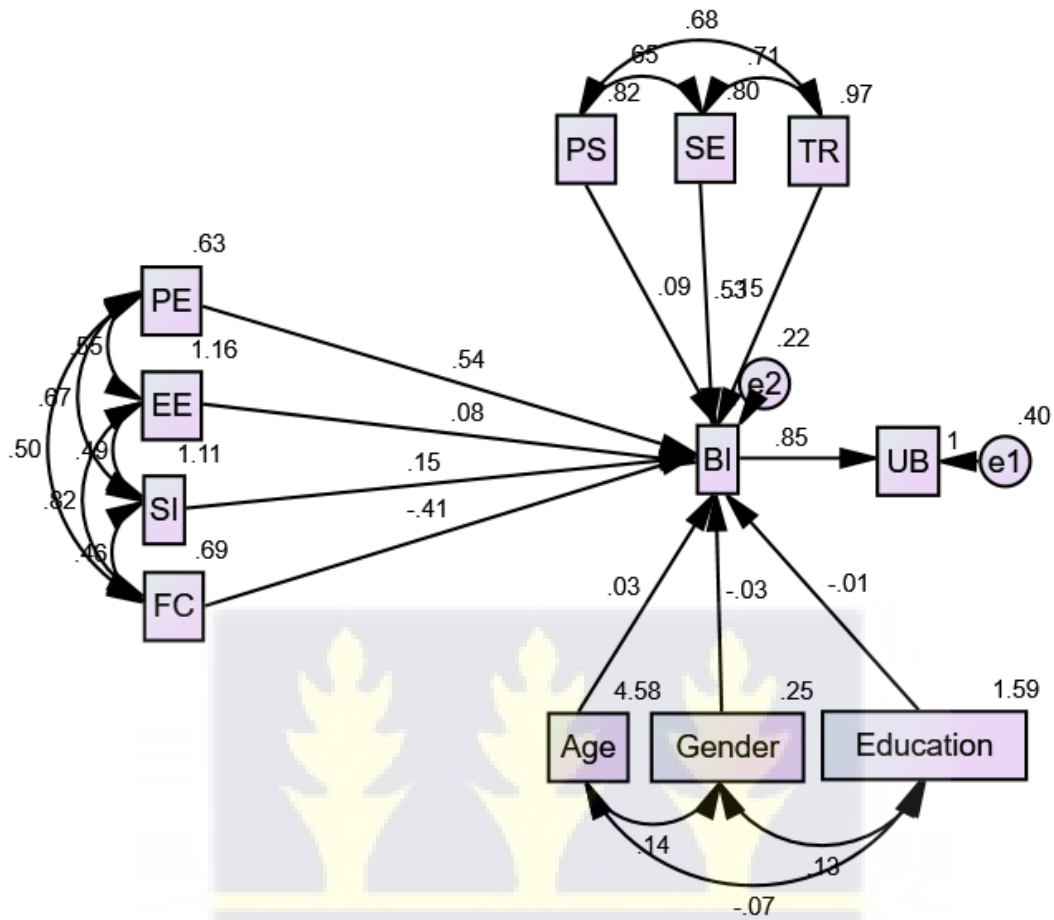 .68
.65
.71
.82
.80
.97
PS
SE
TR
.63
PE
.55
1.16
.67
EE
.50
.49
1.11
SI
.82
.69
.46
FC
.09
.53
.15
.22
e2
.54
.08
.15
-.41
BI
.85
UB
1
.40
e1
.03
-.03
-.01
4.58
.25
1.59
Age
Gender
Education
.14
.13
-.07